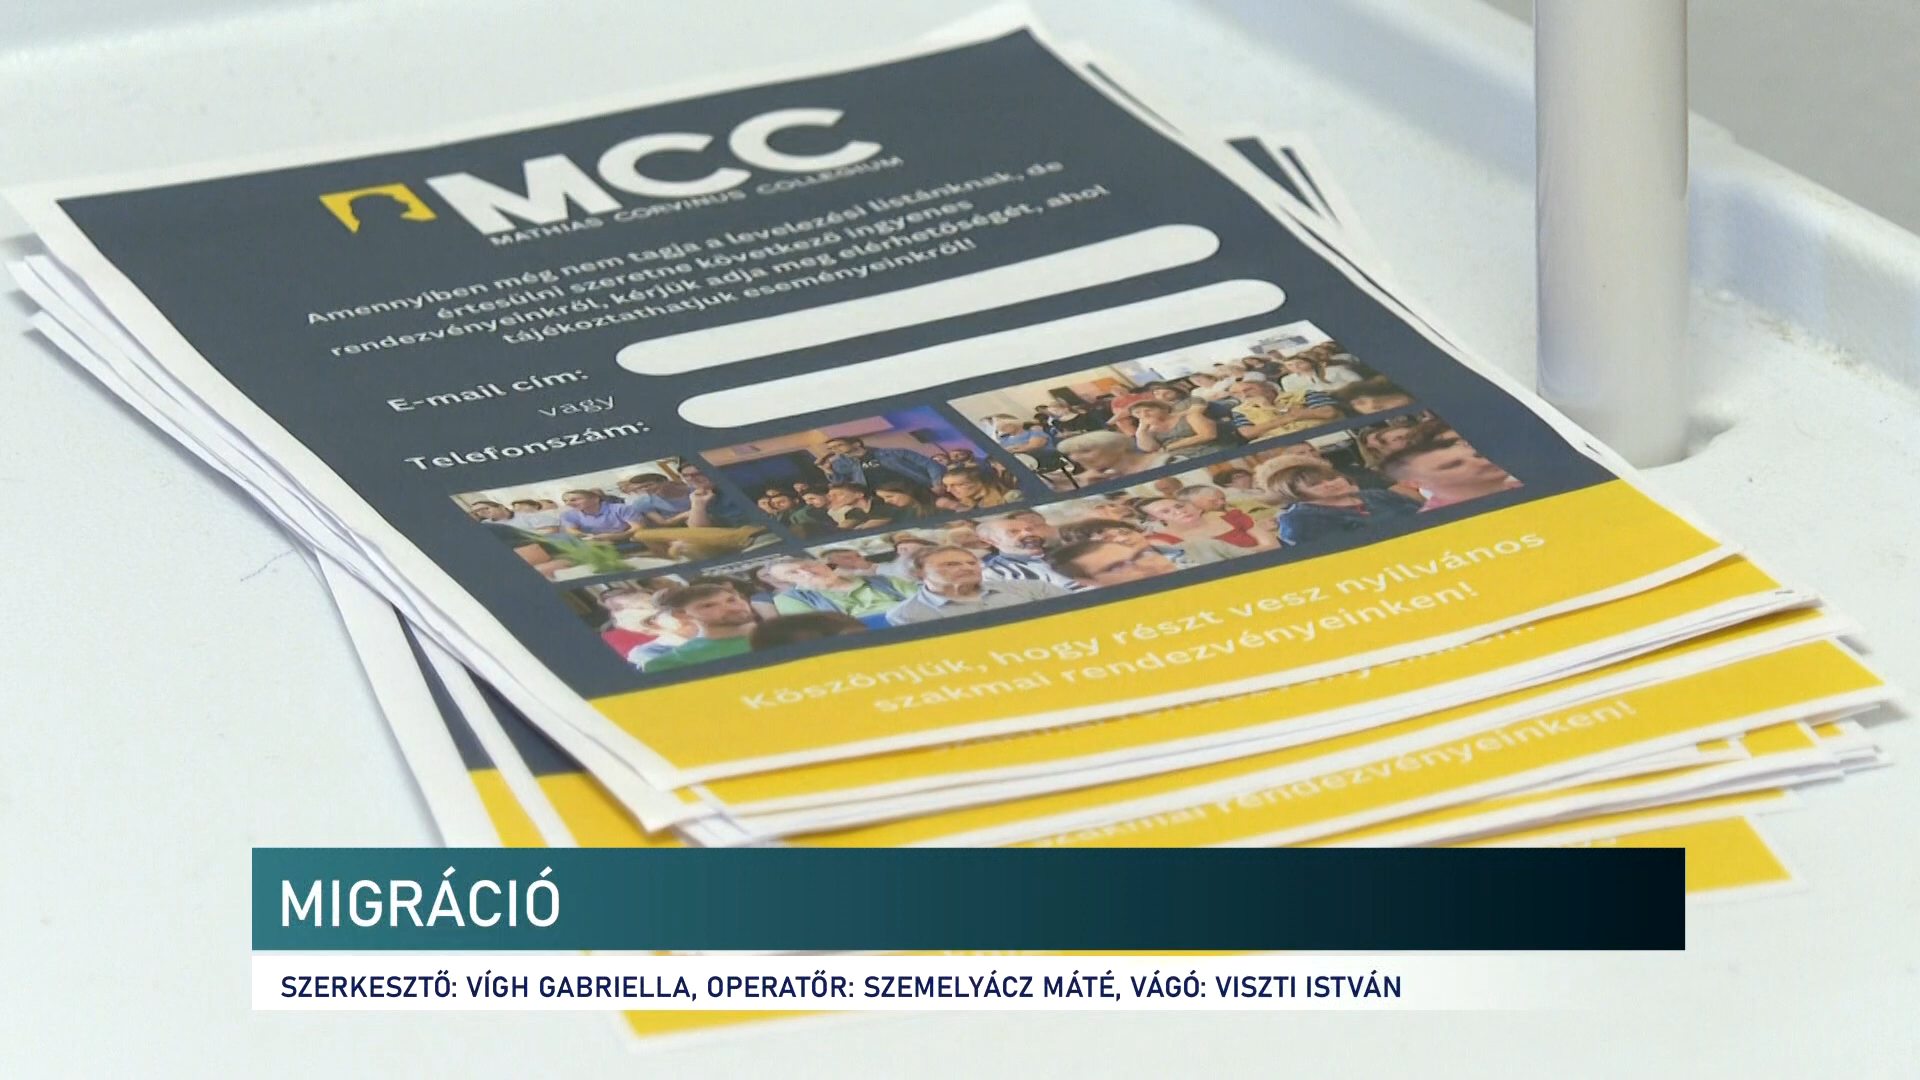 MCC
MATHIAS CORVINUS COLLEGIUM
Amennyiben még nem tagja a levelezési listánknak, de
értesülni szeretne következő ingyenes
rendezvényeinkről, kérjük adja meg elérhetőségét, ahol
tájékoztathatjuk eseményeinkről!
E-mail cím:
vagy
Telefonszám:
Köszönjük, hogy részt vesz nyilvános
szakmai rendezvényeinken!
szakmai rendezvényeinken!
MIGRÁCIÓ
SZERKESZTŐ: VÍGH GABRIELLA, OPERATŐR: SZEMELYÁCZ MÁTÉ, VÁGÓ: VISZTI ISTVÁN